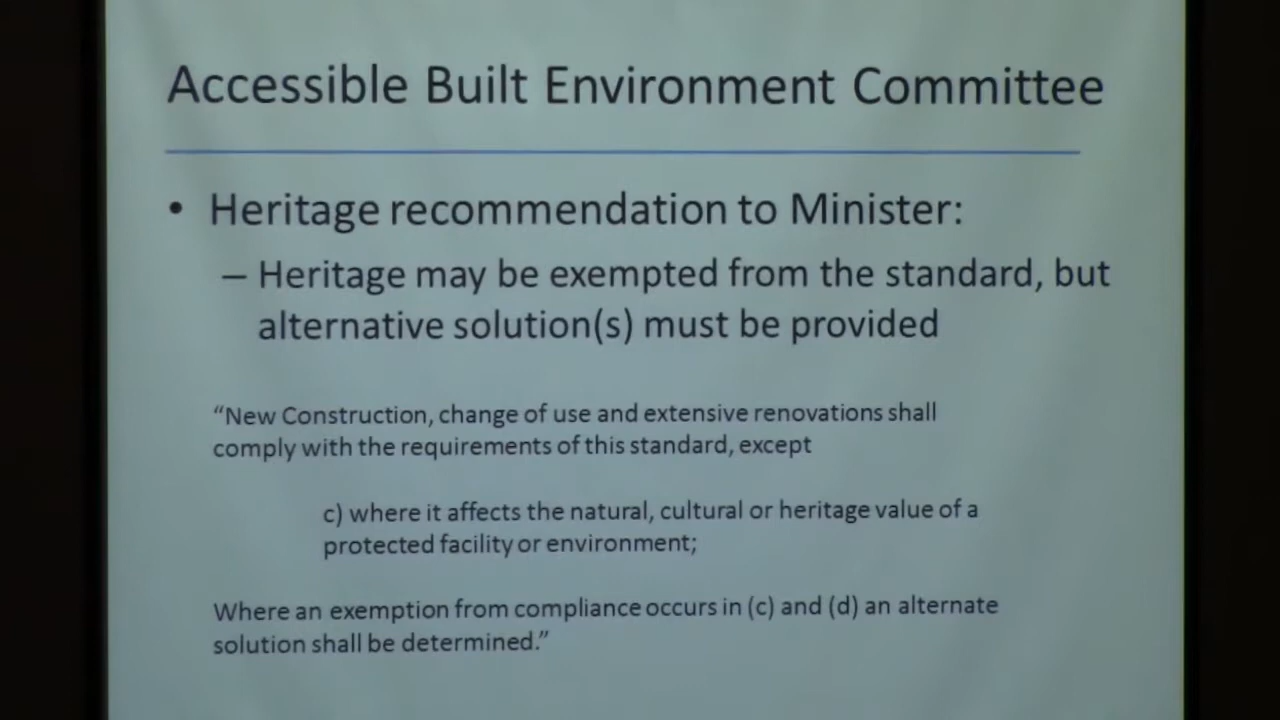 Accessible Built Environment Committee
• Heritage recommendation to Minister:
– Heritage may be exempted from the standard, but
alternative solution(s) must be provided
“New Construction, change of use and extensive renovations shall
comply with the requirements of this standard, except
c) where it affects the natural, cultural or heritage value of a
protected facility or environment;
Where an exemption from compliance occurs in (c) and (d) an alternate
solution shall be determined.”